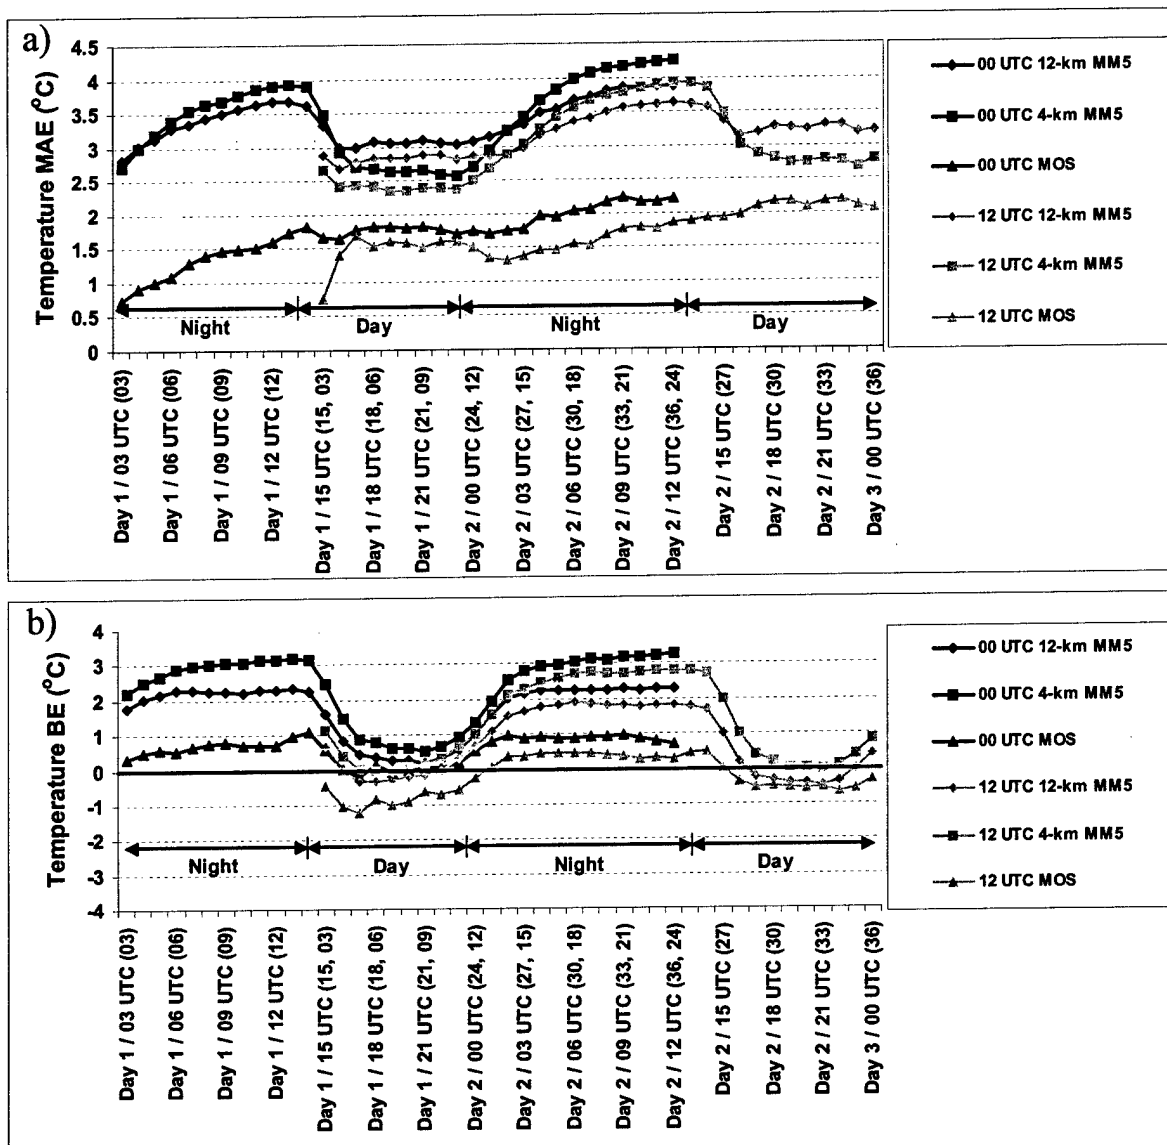 a)
Temperature MAE (°C)
4.5
4
3.5
3
2.5
2
1.5
1
0.5
0
Night
Day
Night
Day
Day 1 / 03 UTC (03)
Day 1 / 06 UTC (06)
Day 1 / 09 UTC (09)
Day 1 / 12 UTC (12)
Day 1 / 15 UTC (15, 03)
Day 1 / 18 UTC (18, 06)
Day 1 / 21 UTC (21, 09)
Day 2 / 00 UTC (24, 12)
Day 2 / 03 UTC (27, 15)
Day 2 / 06 UTC (30, 18)
Day 2 / 09 UTC (33, 21)
Day 2 / 12 UTC (36, 24)
Day 2 / 15 UTC (27)
Day 2 / 18 UTC (30)
Day 2 / 21 UTC (33)
Day 3 / 00 UTC (36)
00 UTC 12-km MM5
00 UTC 4-km MM5
00 UTC MOS
12 UTC 12-km MM5
12 UTC 4-km MM5
12 UTC MOS
b)
Temperature BE (°C)
4
3
2
1
0
-1
-2
-3
-4
Night
Day
Night
Day
Day 1 / 03 UTC (03)
Day 1 / 06 UTC (06)
Day 1 / 09 UTC (09)
Day 1 / 12 UTC (12)
Day 1 / 15 UTC (15, 03)
Day 1 / 18 UTC (18, 06)
Day 1 / 21 UTC (21, 09)
Day 2 / 00 UTC (24, 12)
Day 2 / 03 UTC (27, 15)
Day 2 / 06 UTC (30, 18)
Day 2 / 09 UTC (33, 21)
Day 2 / 12 UTC (36, 24)
Day 2 / 15 UTC (27)
Day 2 / 18 UTC (30)
Day 2 / 21 UTC (33)
Day 3 / 00 UTC (36)
00 UTC 12-km MM5
00 UTC 4-km MM5
00 UTC MOS
12 UTC 12-km MM5
12 UTC 4-km MM5
12 UTC MOS